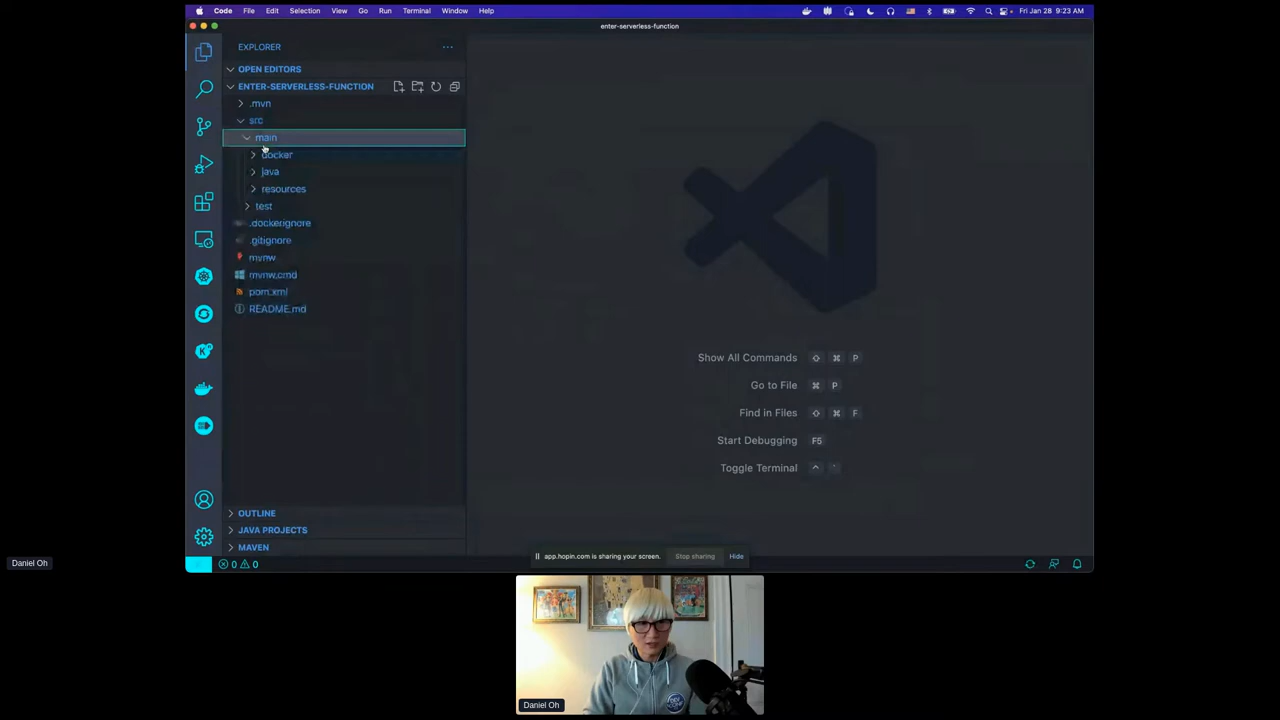 Code File Edit Selection View Go Run Terminal Window Help
Fri Jan 28 9:23 AM
enter-serverless-function
EXPLORER
OPEN EDITORS
ENTER-SERVERLESS-FUNCTION
.mvn
src
main
docker
java
resources
test
.dockerignore
.gitignore
mvnw
mvnw.cmd
pom.xml
README.md
Show All Commands ⇧ ⌘ P
Go to File ⌘ P
Find in Files ⇧ ⌘ F
Start Debugging F5
Toggle Terminal ^ `
OUTLINE
JAVA PROJECTS
MAVEN
app.hopin.com is sharing your screen. Stop sharing Hide
0 0
Daniel Oh
Daniel Oh